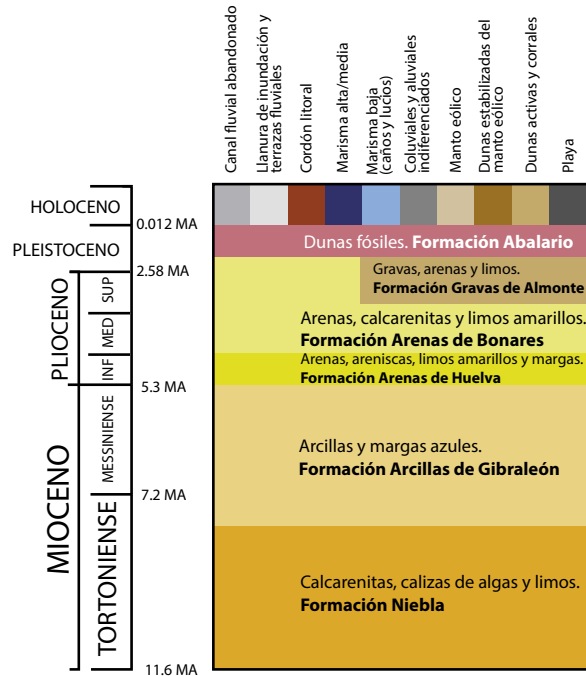 Canal fluvial abandonado
Llanura de inundación y
terrazas fluviales
Cordón litoral
Marisma alta/media
Marisma baja
(caños y lucios)
Coluviales y aluviales
indiferenciados
Manto eólico
Dunas estabilizadas del
manto eólico
Dunas activas y corrales
Playa
HOLOCENO
0.012 MA
PLEISTOCENO
Dunas fósiles. Formación Abalario
2.58 MA
PLIOCENO
SUP
MED
INF
Gravas, arenas y limos.
Formación Gravas de Almonte
Arenas, calcarenitas y limos amarillos.
Formación Arenas de Bonares
Arenas, areniscas, limos amarillos y margas.
Formación Arenas de Huelva
5.3 MA
MIOCENO
MESSINIENSE
Arcillas y margas azules.
Formación Arcillas de Gibraleón
7.2 MA
TORTONIENSE
Calcarenitas, calizas de algas y limos.
Formación Niebla
11.6 MA